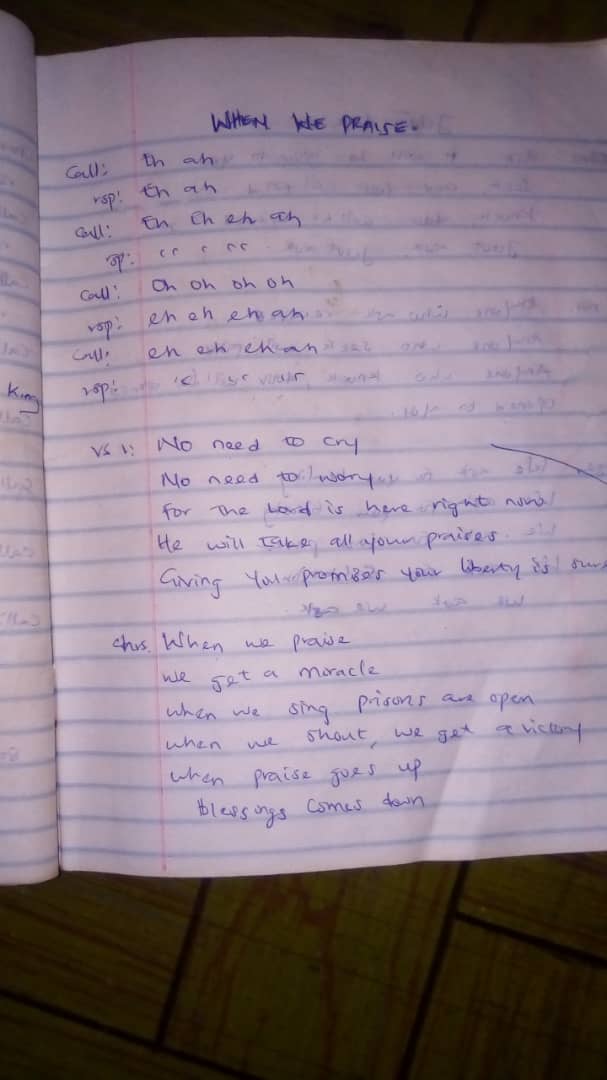 WHEN WE PRAISE.
Call: Eh ah
rsp: Eh ah
Call: Eh Eh eh ah
rsp: " " "
Call: Oh oh oh oh
rsp: eh eh eh ah
Call: eh eh eh ah
rsp: " " "
VS 1: No need to cry
No need to worry
For the Lord is here right now
He will take all your praises
Giving You promises your liberty is sure
Chrs. When we praise
we get a miracle
when we sing prisons are open
when we shout, we get a victory
when praise goes up
blessings comes down
King